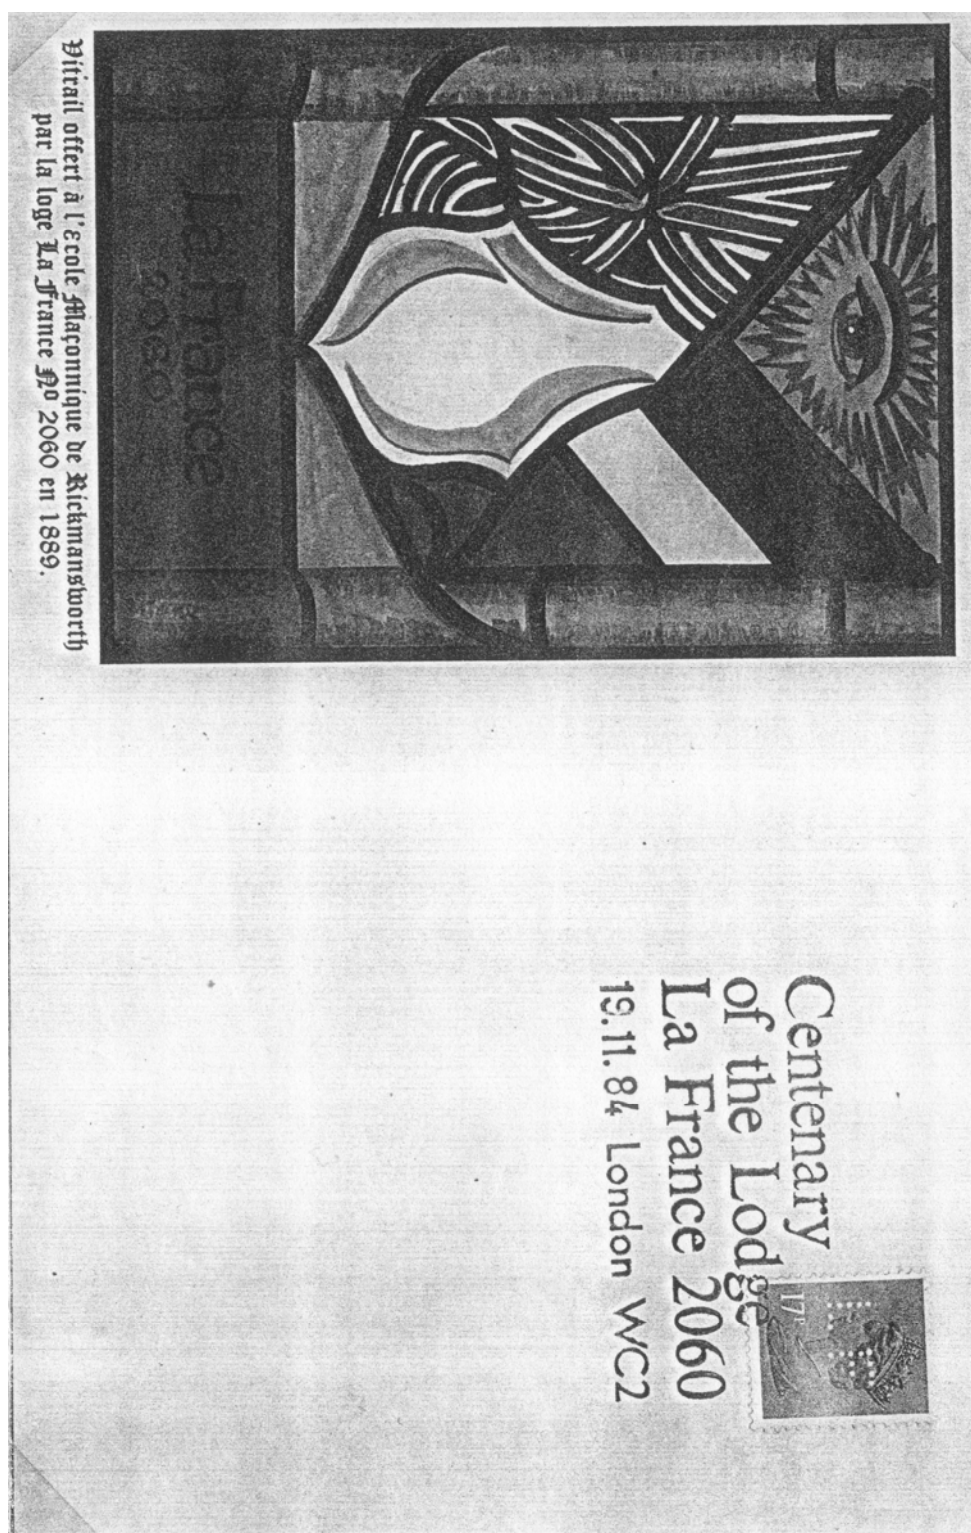 La France
2060
Vitrail offert à l'école Maçonnique de Rickmansworth
par la loge La France No 2060 en 1889.
Centenary
of the Lodge
La France 2060
19.11.84 London WC2
17P